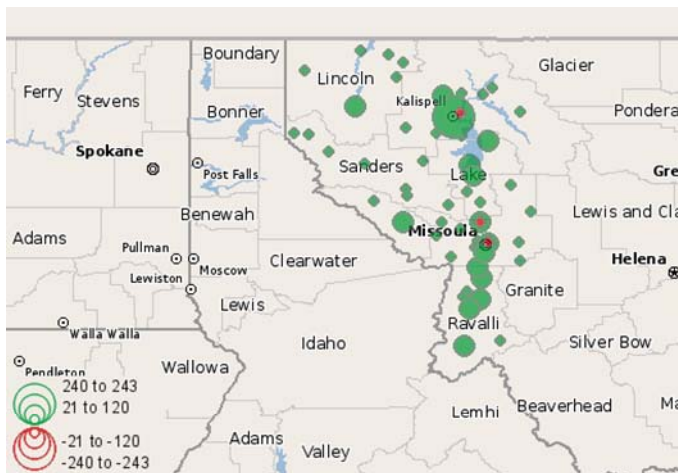 Boundary
Glacier
Lincoln
Ferry
Stevens
Kalispell
Bonner
Pondera
Spokane
Post Falls
Sanders
Lake
Gre
Benewah
Lewis and Cla
Adams
Missoula
Pullman
Moscow
Clearwater
Helena
Lewiston
Granite
Lewis
Walla Walla
Idaho
Ravalli
Silver Bow
Pendleton
Wallowa
240 to 243
21 to 120
Lemhi
Beaverhead
Ma
-21 to -120
-240 to -243
Adams
Valley